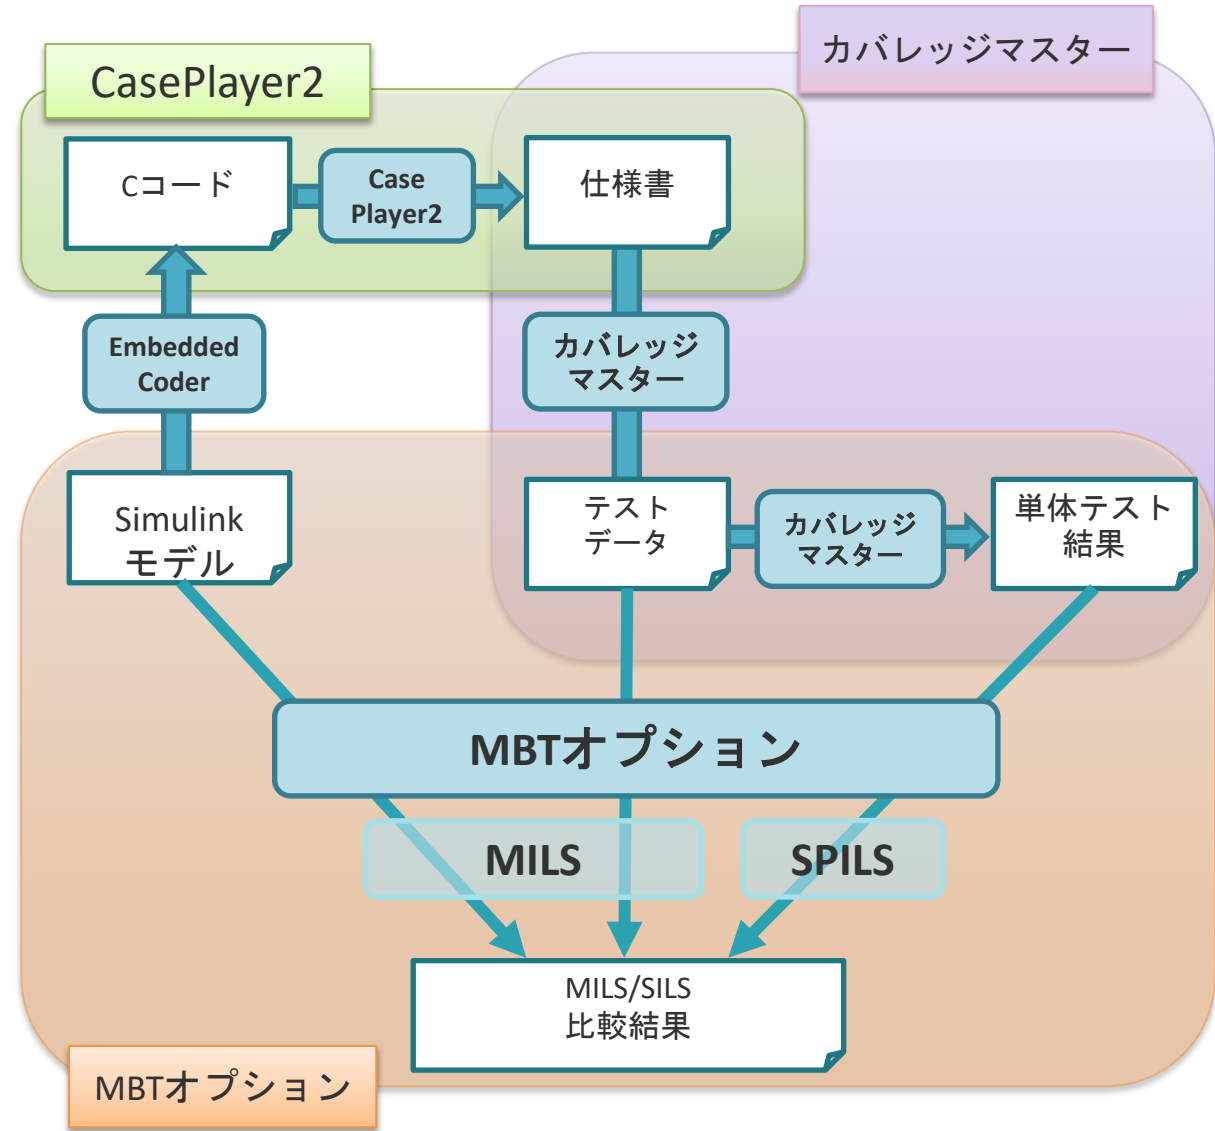 カバレッジマスター
CasePlayer2
Cコード
Case
Player2
仕様書
Embedded
Coder
カバレッジ
マスター
Simulink
モデル
テスト
データ
カバレッジ
マスター
単体テスト
結果
MBTオプション
MILS
SPILS
MILS/SILS
比較結果
MBTオプション